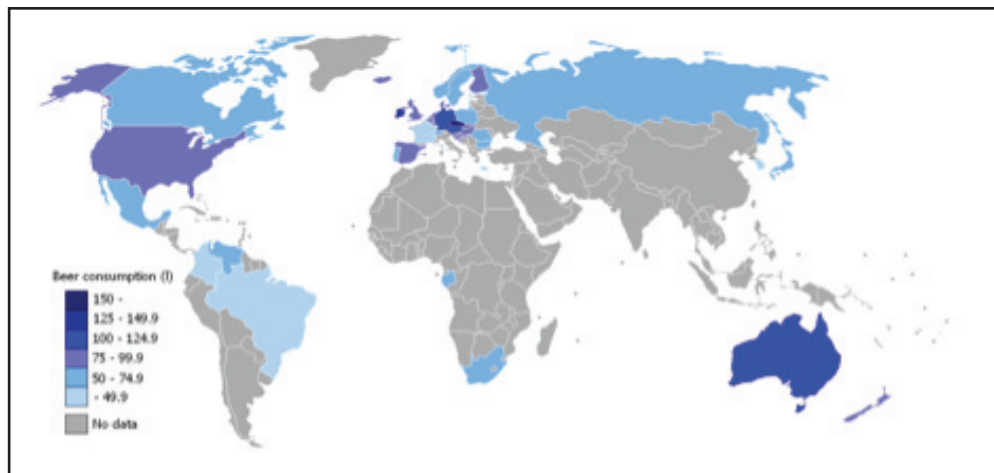 Beer consumption (l)
150 -
125 - 149.9
100 - 124.9
75 - 99.9
50 - 74.9
- 49.9
No data